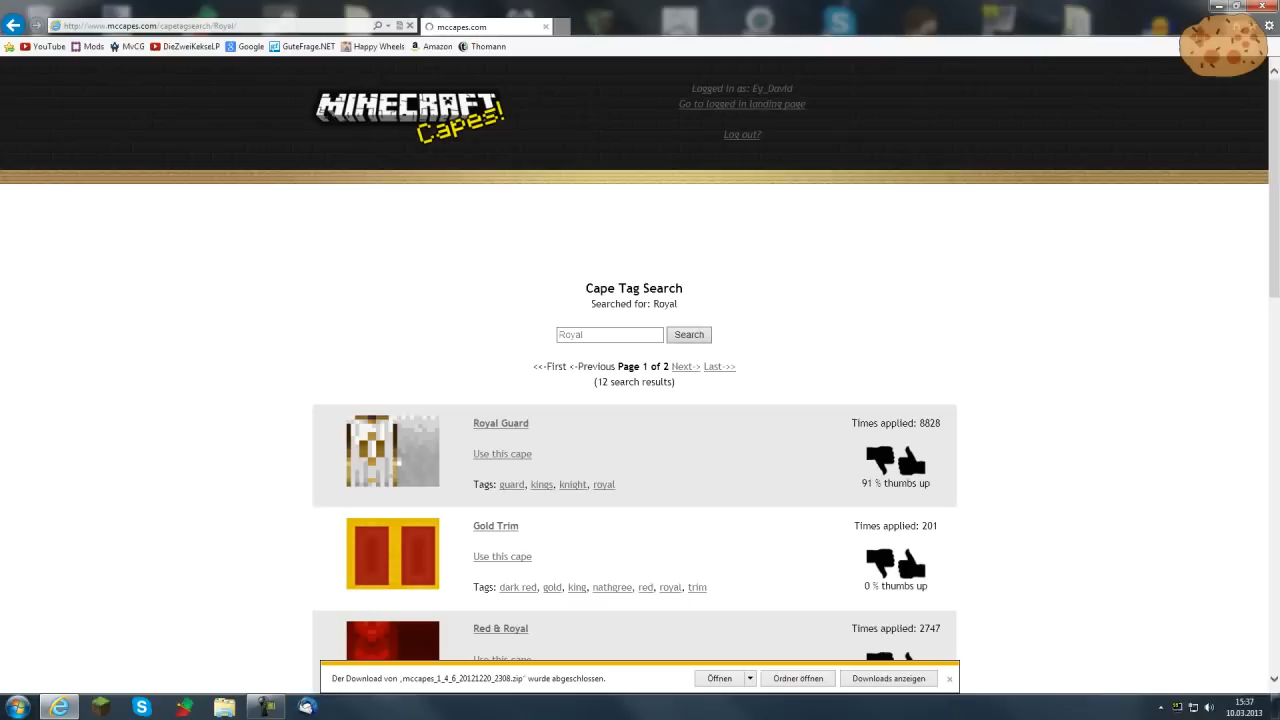 http://www.mccapes.com/capetagsearch/Royal/
mccapes.com
YouTube Mods MvCG DieZweiKekseLP Google GuteFrage.NET Happy Wheels Amazon Thomann
MINECRAFT
Capes!
Logged in as: Ey_David
Go to logged in landing page
Log out?
Cape Tag Search
Searched for: Royal
Royal Search
<<-First <-Previous Page 1 of 2 Next-> Last->>
(12 search results)
Royal Guard Times applied: 8828
Use this cape
Tags: guard, kings, knight, royal 91 % thumbs up
Gold Trim Times applied: 201
Use this cape
Tags: dark red, gold, king, nathgree, red, royal, trim 0 % thumbs up
Red & Royal Times applied: 2747
Use this cape
Der Download von „mccapes_1_4_6_20121220_2308.zip" wurde abgeschlossen. Öffnen Ordner öffnen Downloads anzeigen
15:37
10.03.2013